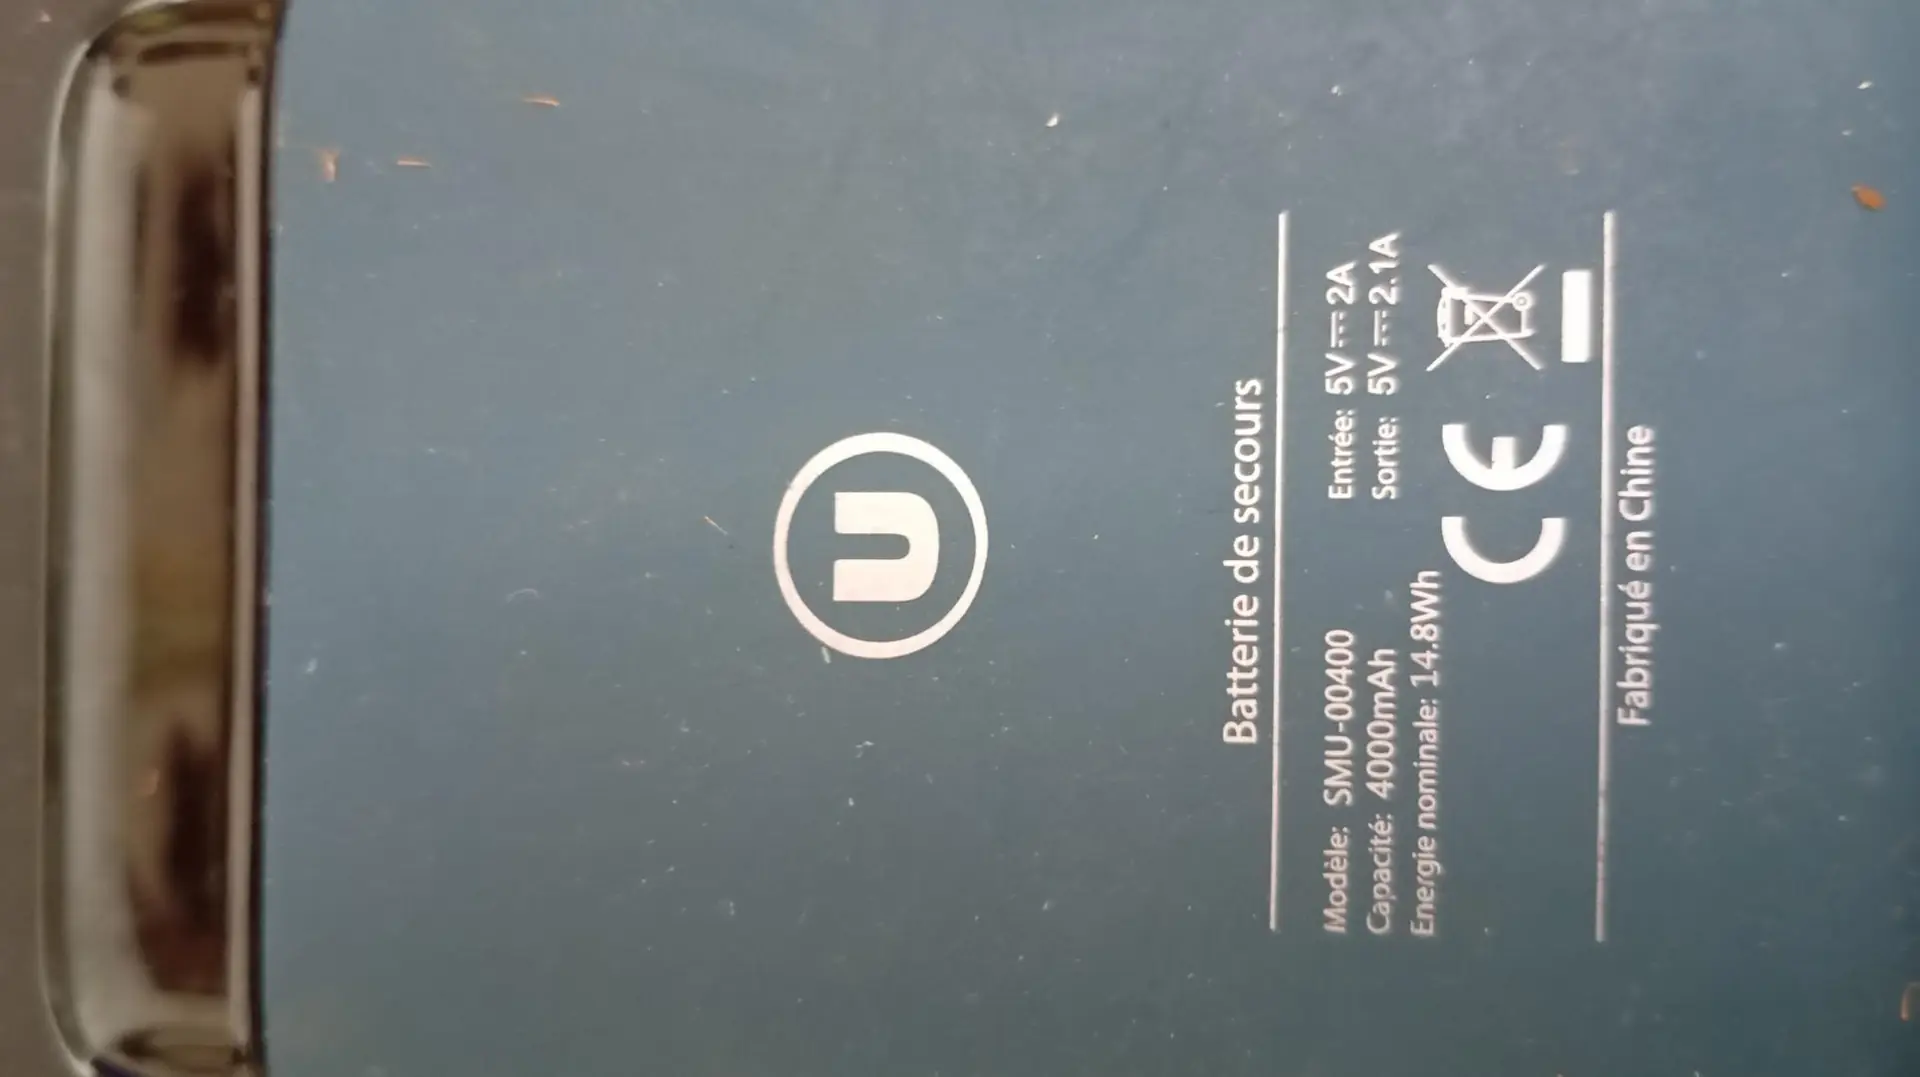 U
Batterie de secours
Modèle: SMU-00400 Entrée: 5V⎓2A
Capacité: 4000mAh Sortie: 5V⎓2.1A
Energie nominale: 14.8Wh
CE
Fabriqué en Chine